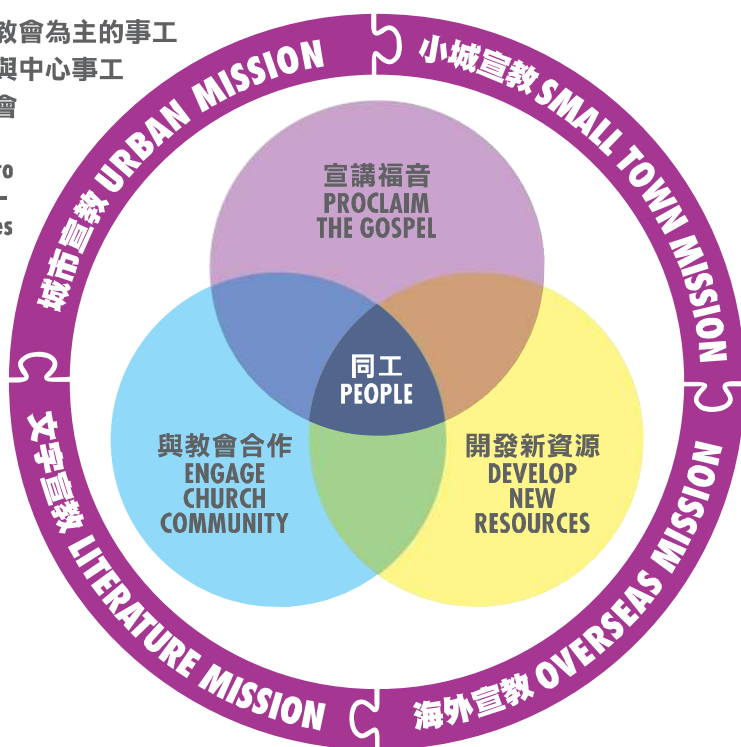 教會為主的事工
與中心事工
會
to
–
es
城市宣教 URBAN MISSION
小城宣教 SMALL TOWN MISSION
宣講福音
PROCLAIM
THE GOSPEL
同工
PEOPLE
與教會合作
ENGAGE
CHURCH
COMMUNITY
開發新資源
DEVELOP
NEW
RESOURCES
文字宣教 LITERATURE MISSION
海外宣教 OVERSEAS MISSION